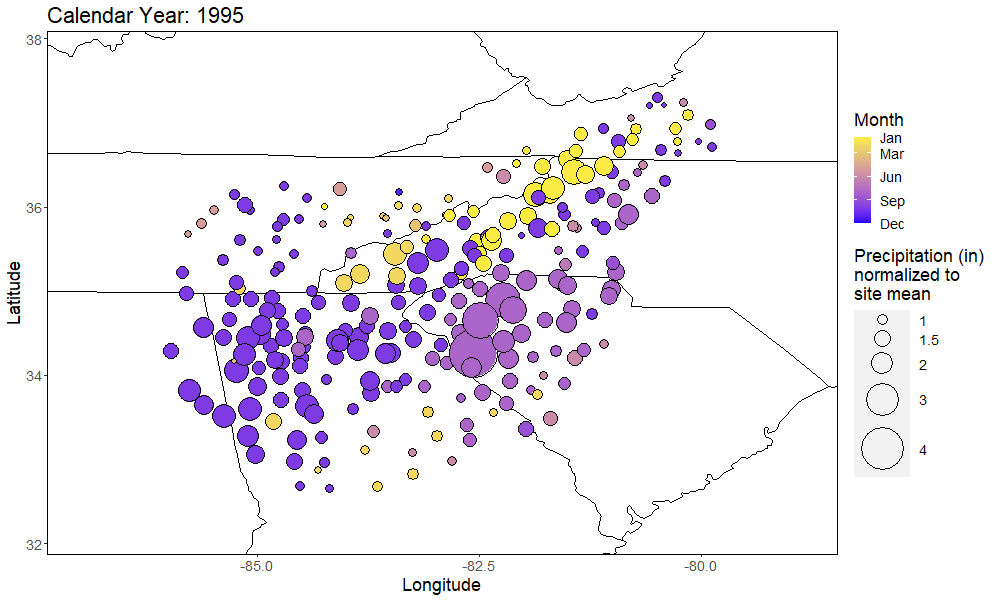 Calendar Year: 1995
38
36
34
32
Latitude
-85.0
-82.5
-80.0
Longitude
Month
Jan
Mar
Jun
Sep
Dec
Precipitation (in)
normalized to
site mean
1
1.5
2
3
4